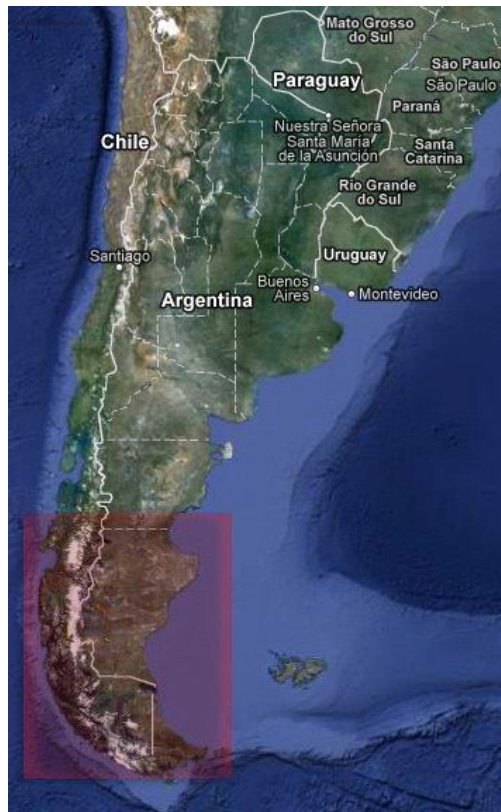 Mato Grosso
do Sul
São Paulo
São Paulo
Paraguay
Paraná
Nuestra Señora
Santa María
de la Asunción
Chile
Santa
Catarina
Rio Grande
do Sul
Uruguay
Santiago
Buenos
Aires
Argentina
Montevideo